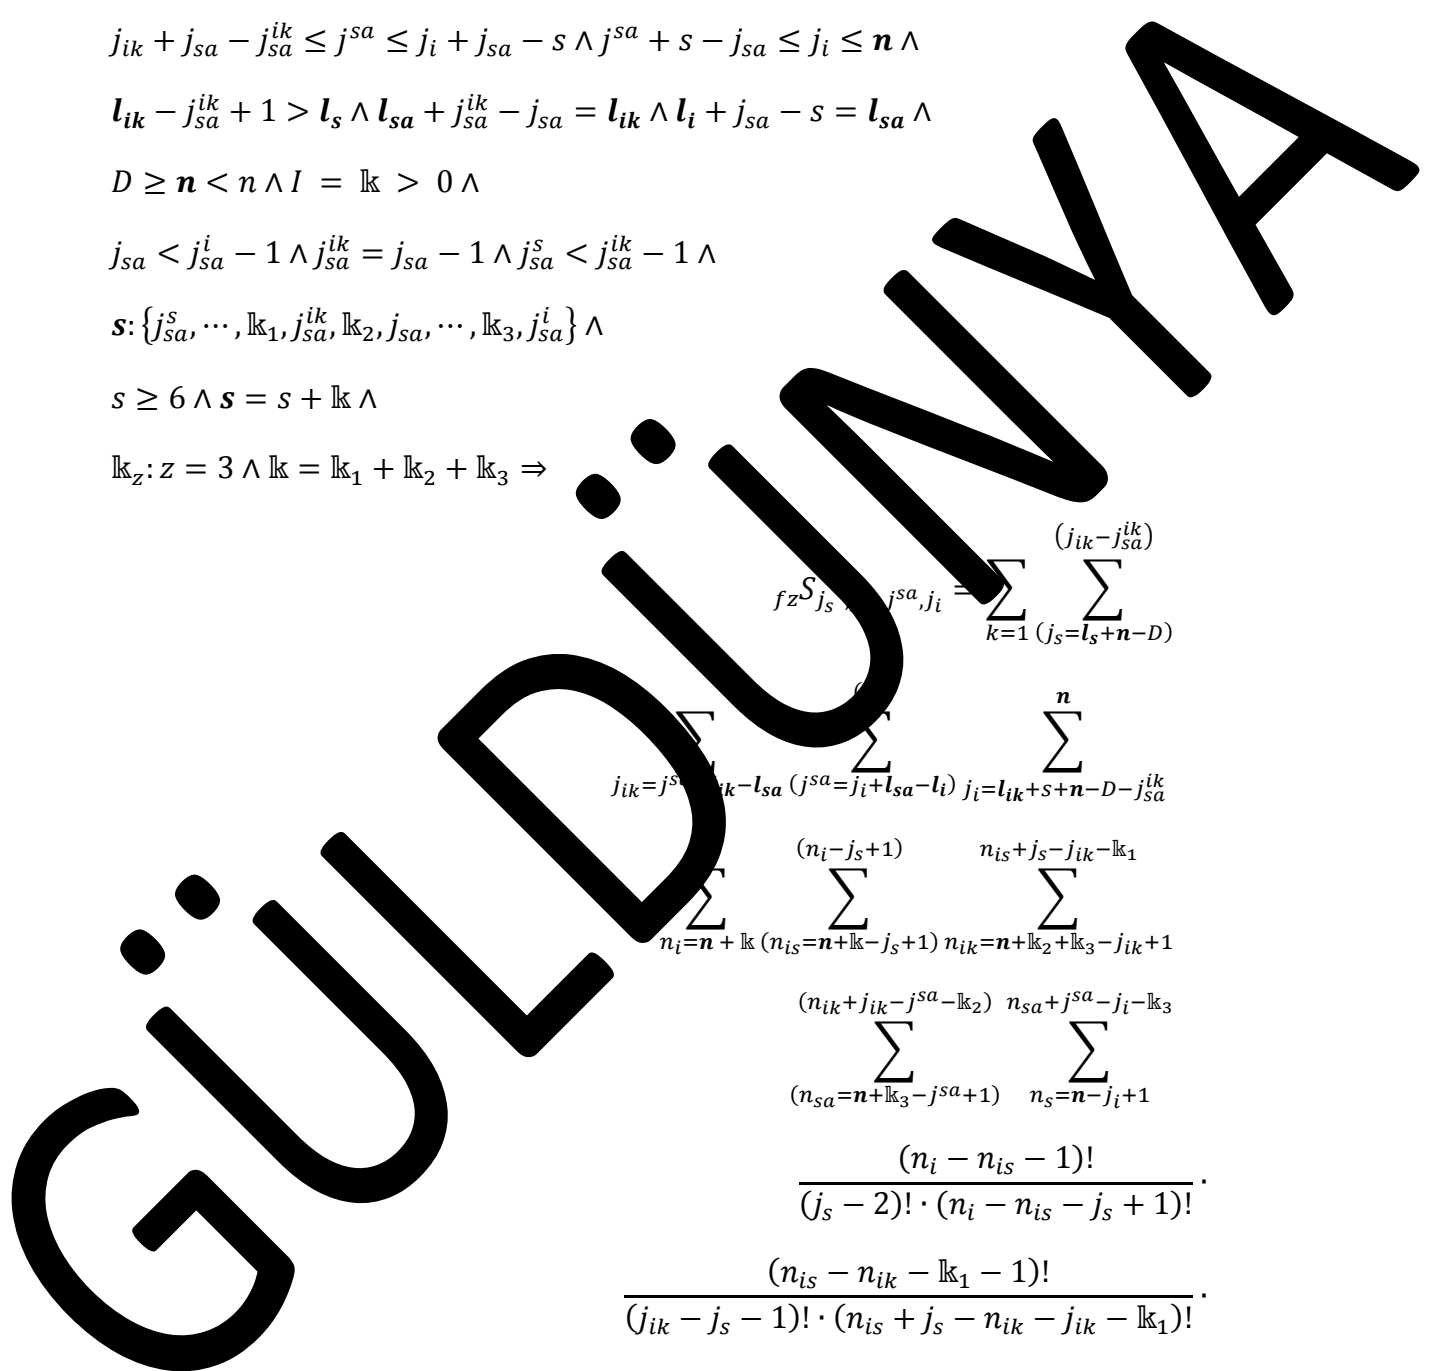 j_{ik} + j_{sa} − j_{sa}^{ik} ≤ j^{sa} ≤ j_i + j_{sa} − s ∧ j^{sa} + s − j_{sa} ≤ j_i ≤ n ∧
l_{ik} − j_{sa}^{ik} + 1 > l_s ∧ l_{sa} + j_{sa}^{ik} − j_{sa} = l_{ik} ∧ l_i + j_{sa} − s = l_{sa} ∧
D ≥ n < n ∧ I = 𝕜 > 0 ∧
j_{sa} < j_{sa}^i − 1 ∧ j_{sa}^{ik} = j_{sa} − 1 ∧ j_{sa}^s < j_{sa}^{ik} − 1 ∧
s: {j_{sa}^s, ⋯, 𝕜_1, j_{sa}^{ik}, 𝕜_2, j_{sa}, ⋯, 𝕜_3, j_{sa}^i} ∧
s ≥ 6 ∧ s = s + 𝕜 ∧
𝕜_z: z = 3 ∧ 𝕜 = 𝕜_1 + 𝕜_2 + 𝕜_3 ⇒
(j_{ik}−j_{sa}^{ik})
_{fz}S_{j_s, j^{sa}, j_i} = ∑ ∑
k=1 (j_s=l_s+n−D)
n
∑ ∑ ∑
l_{sa} (j^{sa}=j_i+l_{sa}−l_i) j_i=l_{ik}+s+n−D−j_{sa}^{ik}
(n_i−j_s+1) n_{is}+j_s−j_{ik}−𝕜_1
∑ ∑ ∑
n_i=n+𝕜 (n_{is}=n+𝕜−j_s+1) n_{ik}=n+𝕜_2+𝕜_3−j_{ik}+1
(n_{ik}+j_{ik}−j^{sa}−𝕜_2) n_{sa}+j^{sa}−j_i−𝕜_3
∑ ∑
(n_{sa}=n+𝕜_3−j^{sa}+1) n_s=n−j_i+1
(n_i − n_{is} − 1)!
(j_s − 2)! · (n_i − n_{is} − j_s + 1)! ·
(n_{is} − n_{ik} − 𝕜_1 − 1)!
(j_{ik} − j_s − 1)! · (n_{is} + j_s − n_{ik} − j_{ik} − 𝕜_1)! ·
GÜLDÜNYA